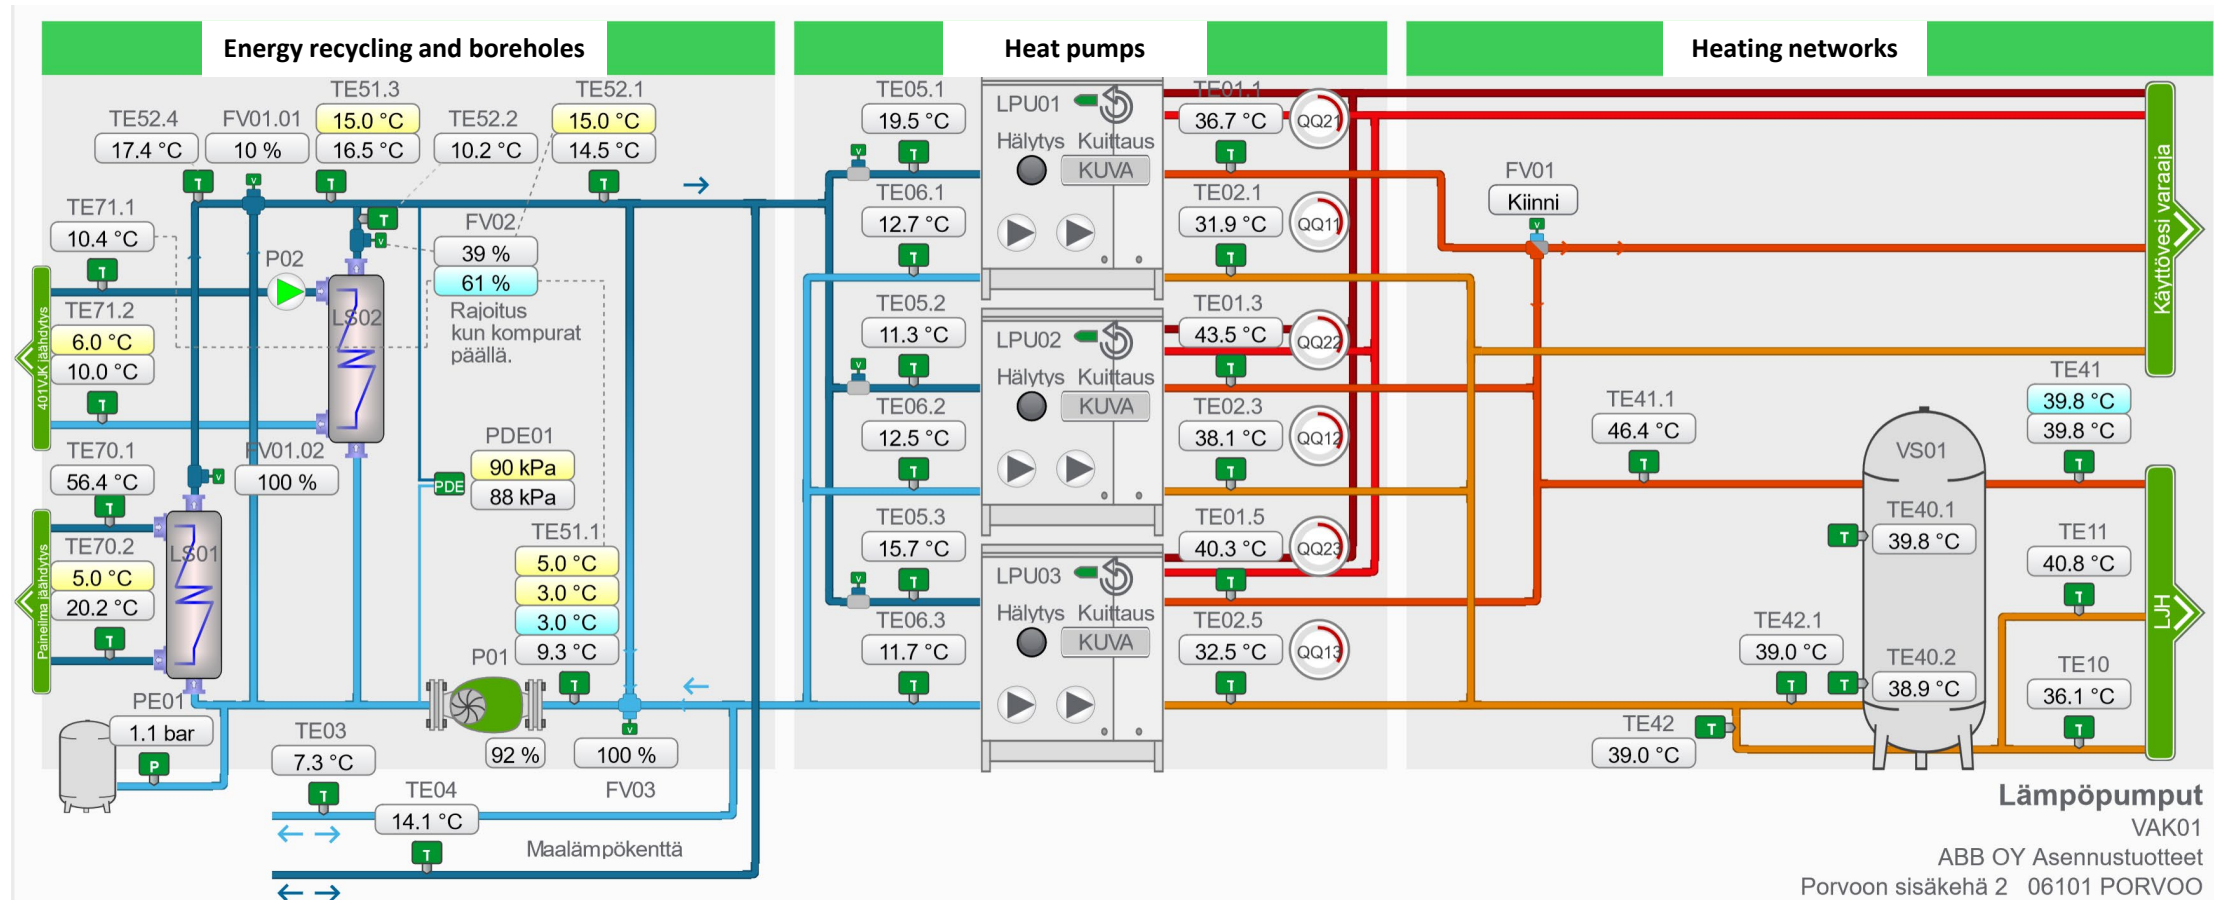 Energy recycling and boreholes
Heat pumps
Heating networks
TE52.4
17.4 °C
FV01.01
10 %
TE51.3
15.0 °C
16.5 °C
TE52.2
10.2 °C
TE52.1
15.0 °C
14.5 °C
T
V
T
T
T
TE71.1
10.4 °C
T
P02
FV02
V
39 %
61 %
Rajoitus
kun kompurat
päällä.
TE71.2
6.0 °C
10.0 °C
T
401VJK jäähdytys
LS02
TE70.1
56.4 °C
T
V
FV01.02
100 %
PDE01
90 kPa
88 kPa
PDE
TE70.2
5.0 °C
20.2 °C
T
Paineilma jäähdytys
LS01
TE51.1
5.0 °C
3.0 °C
3.0 °C
9.3 °C
T
P01
92 %
V
100 %
FV03
PE01
1.1 bar
P
TE03
7.3 °C
T
TE04
14.1 °C
T
Maalämpökenttä
TE05.1
19.5 °C
V
T
TE06.1
12.7 °C
T
TE05.2
11.3 °C
V
T
TE06.2
12.5 °C
T
TE05.3
15.7 °C
V
T
TE06.3
11.7 °C
T
LPU01
Hälytys Kuittaus
KUVA
LPU02
Hälytys Kuittaus
KUVA
LPU03
Hälytys Kuittaus
KUVA
TE01.1
36.7 °C
QQ21
T
TE02.1
31.9 °C
QQ11
T
TE01.3
43.5 °C
QQ22
T
TE02.3
38.1 °C
QQ12
T
TE01.5
40.3 °C
QQ23
T
TE02.5
32.5 °C
QQ13
T
FV01
Kiinni
V
Käyttövesi varaaja
TE41.1
46.4 °C
T
VS01
TE40.1
39.8 °C
T
TE40.2
38.9 °C
T
TE41
39.8 °C
39.8 °C
T
TE11
40.8 °C
T
TE10
36.1 °C
T
LJH
TE42.1
39.0 °C
T
TE42
39.0 °C
T
Lämpöpumput
VAK01
ABB OY Asennustuotteet
Porvoon sisäkehä 2 06101 PORVOO